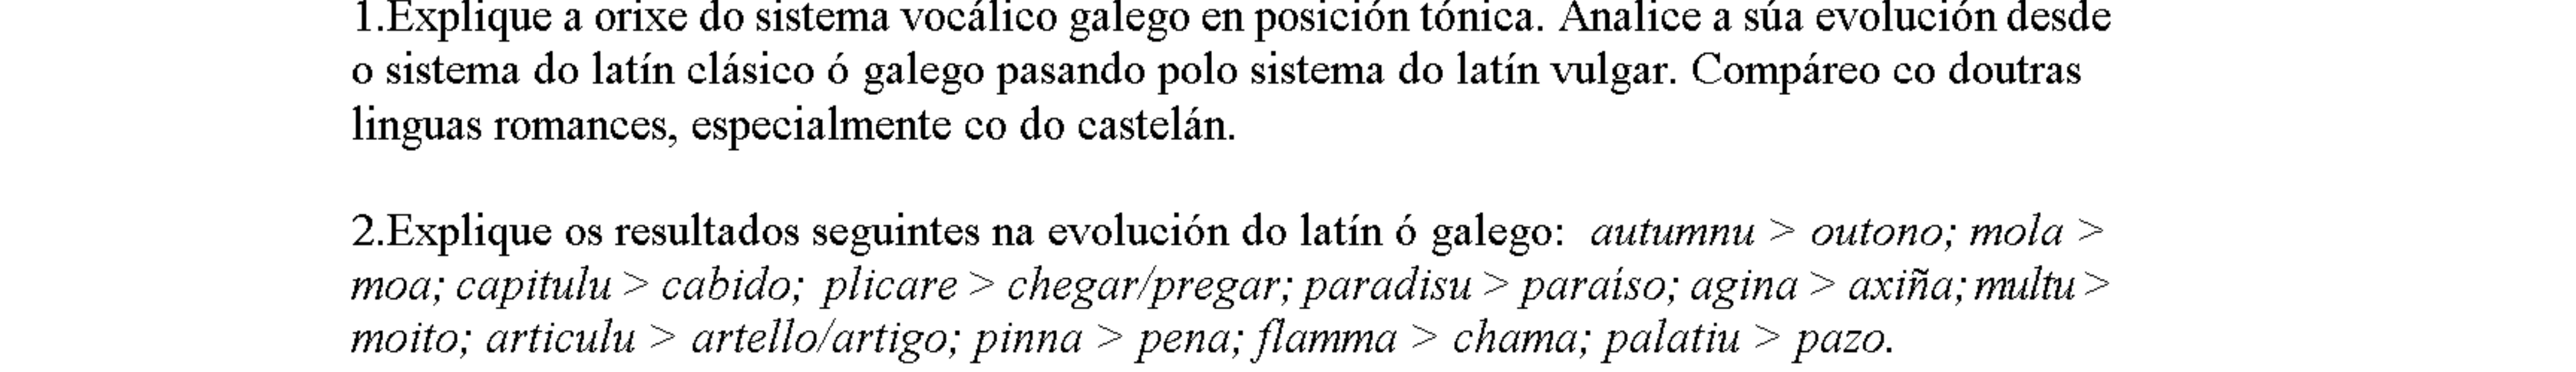 1.Explique a orixe do sistema vocálico galego en posición tónica. Analice a súa evolución desde
o sistema do latín clásico ó galego pasando polo sistema do latín vulgar. Compáreo co doutras
linguas romances, especialmente co do castelán.
2.Explique os resultados seguintes na evolución do latín ó galego: autumnu > outono; mola >
moa; capitulu > cabido; plicare > chegar/pregar; paradisu > paraíso; agina > axiña; multu >
moito; articulu > artello/artigo; pinna > pena; flamma > chama; palatiu > pazo.